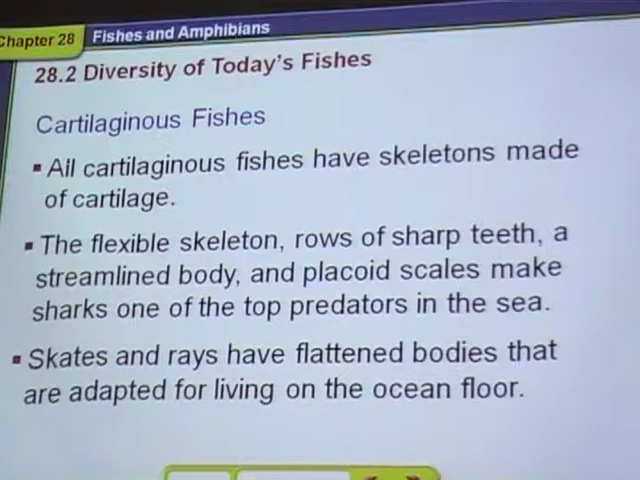 Chapter 28 Fishes and Amphibians
28.2 Diversity of Today's Fishes
Cartilaginous Fishes
▪ All cartilaginous fishes have skeletons made
of cartilage.
▪ The flexible skeleton, rows of sharp teeth, a
streamlined body, and placoid scales make
sharks one of the top predators in the sea.
▪ Skates and rays have flattened bodies that
are adapted for living on the ocean floor.